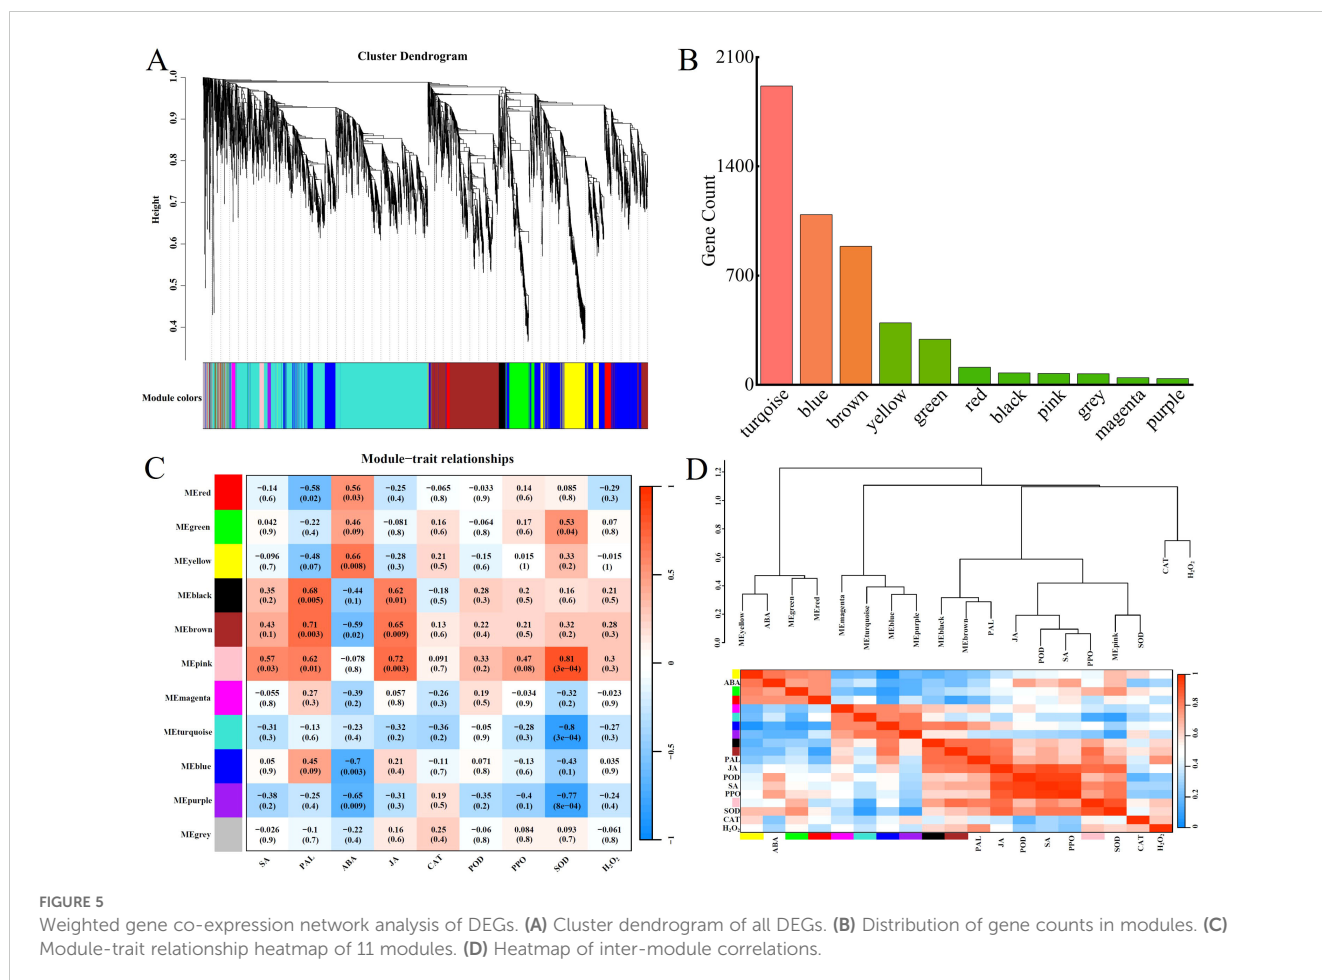 A
Cluster Dendrogram
Height
1.0
0.9
0.8
0.7
0.6
0.5
0.4
Module colors
B
Gene Count
2100
1400
700
0
turqoise
blue
brown
yellow
green
red
black
pink
grey
magenta
purple
C
Module−trait relationships
MEred −0.14 −0.58 0.56 −0.25 −0.065 −0.033 0.14 0.085 −0.29
(0.6) (0.02) (0.03) (0.4) (0.8) (0.9) (0.6) (0.8) (0.3)
MEgreen 0.042 −0.22 0.46 −0.081 0.16 −0.064 0.17 0.53 0.07
(0.9) (0.4) (0.09) (0.8) (0.6) (0.8) (0.6) (0.04) (0.8)
MEyellow −0.096 −0.48 0.66 −0.28 0.21 −0.15 0.015 0.33 −0.015
(0.7) (0.07) (0.008) (0.3) (0.5) (0.6) (1) (0.2) (1)
MEblack 0.35 0.68 −0.44 0.62 −0.18 0.28 0.2 0.16 0.21
(0.2) (0.005) (0.1) (0.01) (0.5) (0.3) (0.5) (0.6) (0.5)
MEbrown 0.43 0.71 −0.59 0.65 0.13 0.22 0.21 0.32 0.28
(0.1) (0.003) (0.02) (0.009) (0.6) (0.4) (0.5) (0.2) (0.3)
MEpink 0.57 0.62 −0.078 0.72 0.091 0.33 0.47 0.81 0.3
(0.03) (0.01) (0.8) (0.003) (0.7) (0.2) (0.08) (3e−04) (0.3)
MEmagenta −0.055 0.27 −0.39 0.057 −0.26 0.19 −0.034 −0.32 −0.023
(0.8) (0.3) (0.2) (0.8) (0.3) (0.5) (0.9) (0.2) (0.9)
MEturquoise −0.31 −0.13 −0.23 −0.32 −0.36 −0.05 −0.28 −0.8 −0.27
(0.3) (0.6) (0.4) (0.2) (0.2) (0.9) (0.3) (3e−04) (0.3)
MEblue 0.05 0.45 −0.7 0.21 −0.11 0.071 −0.13 −0.43 0.035
(0.9) (0.09) (0.003) (0.4) (0.7) (0.8) (0.6) (0.1) (0.9)
MEpurple −0.38 −0.25 −0.65 −0.31 0.19 −0.35 −0.4 −0.77 −0.24
(0.2) (0.4) (0.009) (0.3) (0.5) (0.2) (0.1) (8e−04) (0.4)
MEgrey −0.026 −0.1 −0.22 0.16 0.25 −0.06 0.084 0.093 −0.061
(0.9) (0.7) (0.4) (0.6) (0.4) (0.8) (0.8) (0.7) (0.8)
SA PAL ABA JA CAT POD PPO SOD H₂O₂
1
0.5
0
−0.5
−1
D
1.2
1.0
0.8
0.6
0.4
0.2
0.0
MEyellow
ABA
MEgreen
MEred
MEmagenta
MEturquoise
MEblue
MEpurple
MEblack
MEbrown
PAL
JA
POD
SA
PPO
MEpink
SOD
CAT
H₂O₂
ABA
PAL
JA
POD
SA
PPO
SOD
CAT
H₂O₂
ABA PAL JA POD SA PPO SOD CAT H₂O₂
1
0.8
0.6
0.4
0.2
0
FIGURE 5
Weighted gene co-expression network analysis of DEGs. (A) Cluster dendrogram of all DEGs. (B) Distribution of gene counts in modules. (C)
Module-trait relationship heatmap of 11 modules. (D) Heatmap of inter-module correlations.